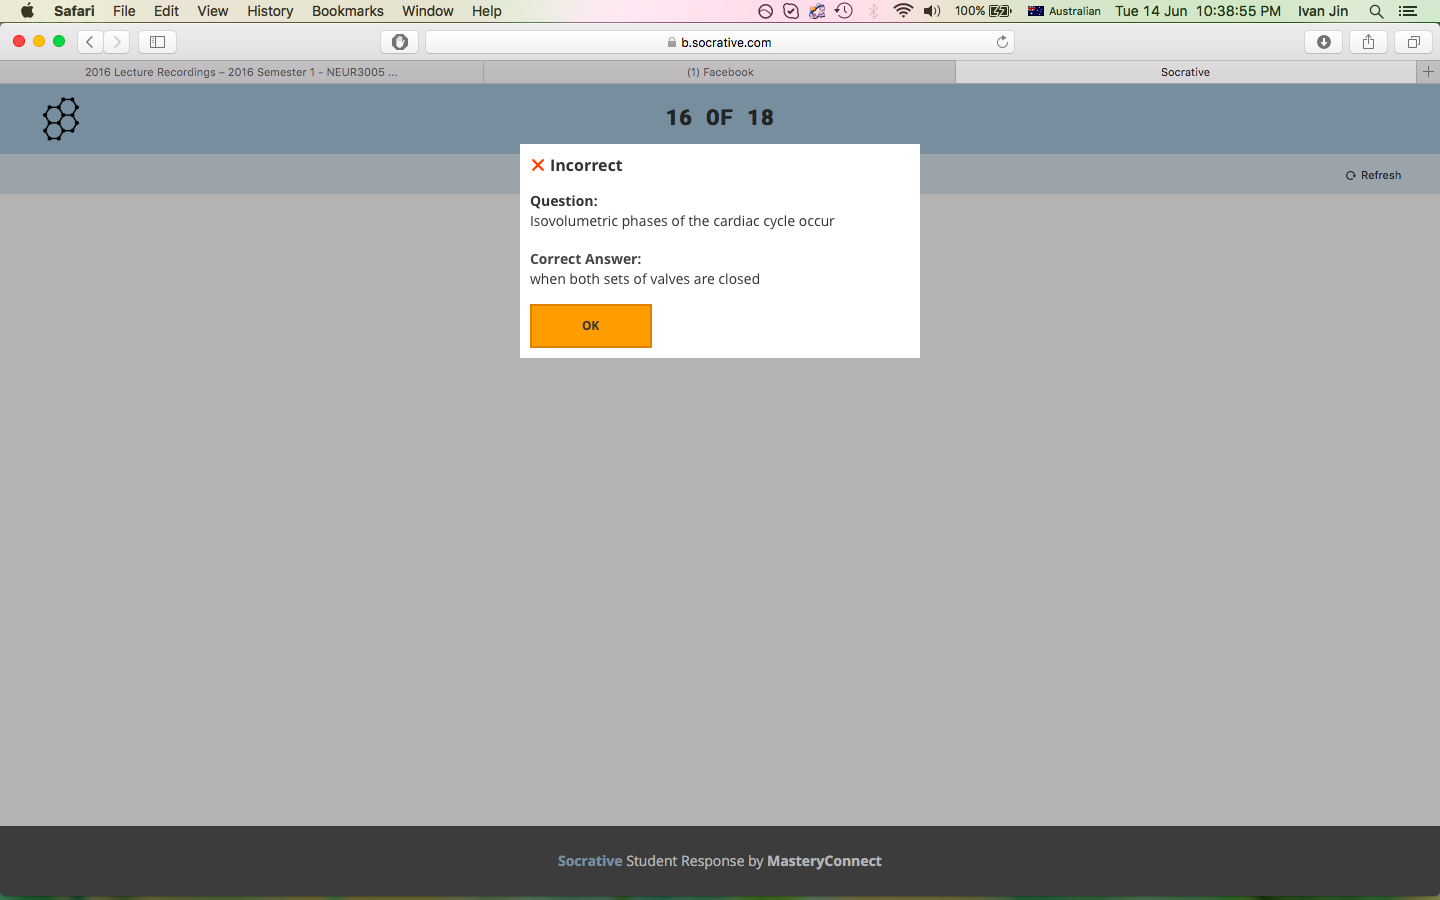 Safari File Edit View History Bookmarks Window Help 100% Australian Tue 14 Jun 10:38:55 PM Ivan Jin
b.socrative.com
2016 Lecture Recordings – 2016 Semester 1 - NEUR3005 ... (1) Facebook Socrative
16 OF 18
Incorrect
Refresh
Question:
Isovolumetric phases of the cardiac cycle occur
Correct Answer:
when both sets of valves are closed
OK
Socrative Student Response by MasteryConnect